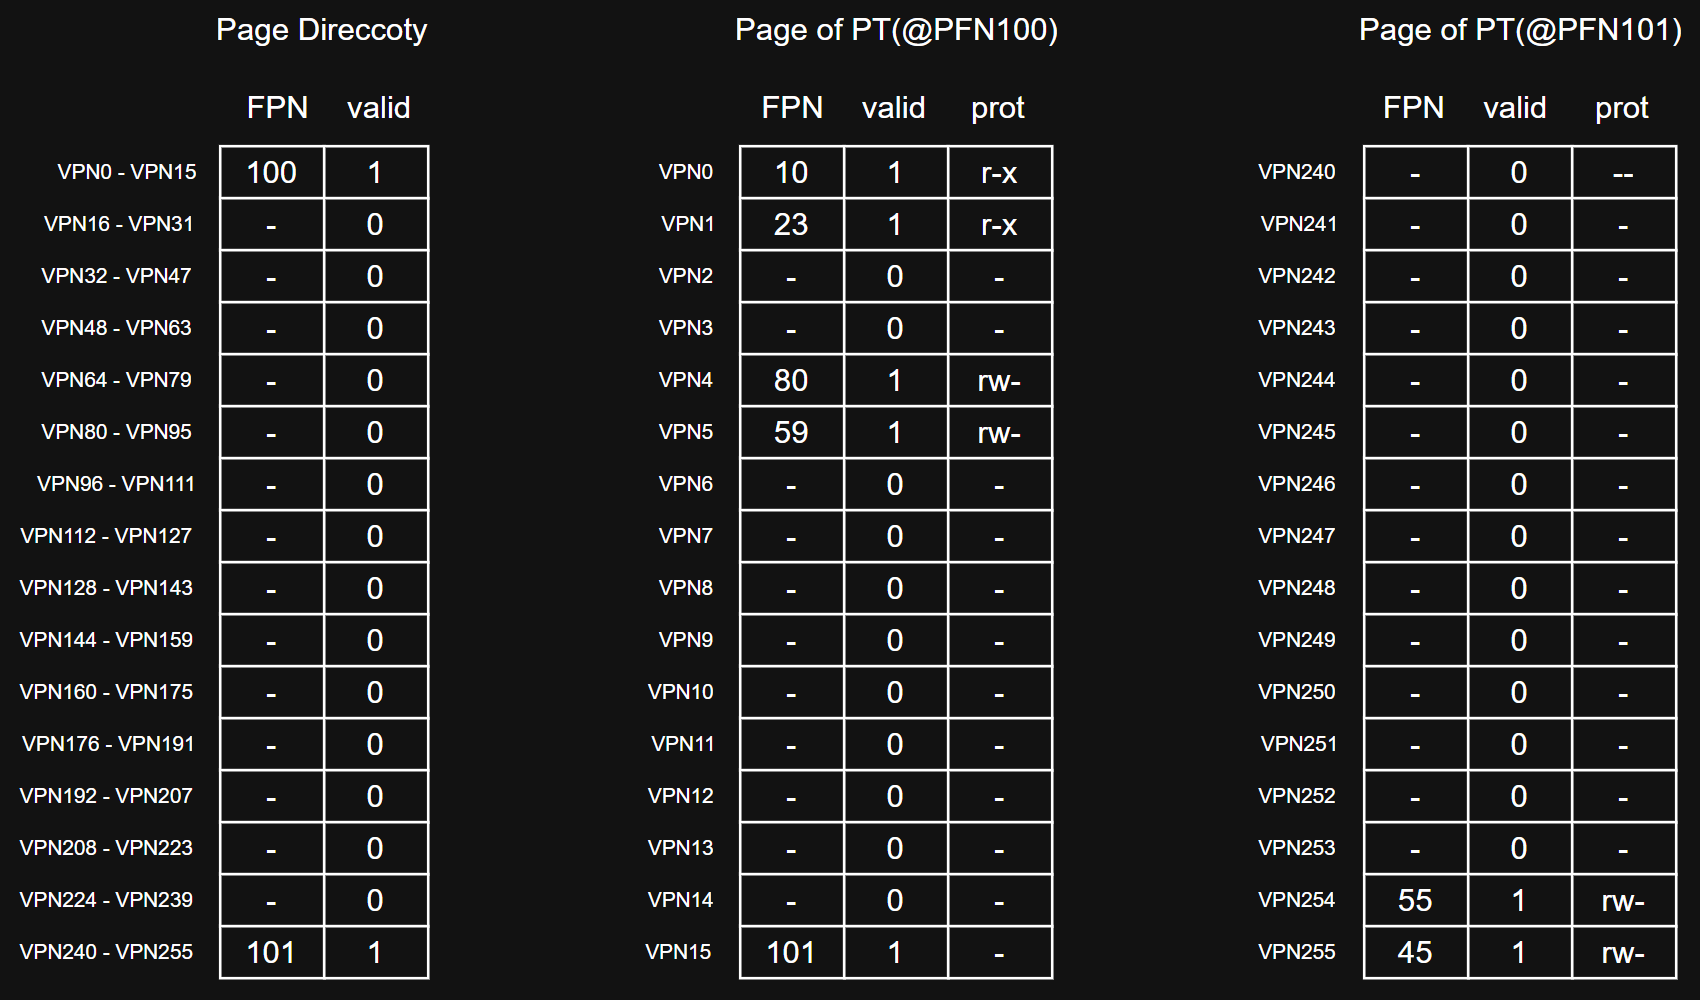 Page Direccoty Page of PT(@PFN100) Page of PT(@PFN101)
FPN valid FPN valid prot FPN valid prot
VPN0 - VPN15 100 1 VPN0 10 1 r-x VPN240 - 0 --
VPN16 - VPN31 - 0 VPN1 23 1 r-x VPN241 - 0 -
VPN32 - VPN47 - 0 VPN2 - 0 - VPN242 - 0 -
VPN48 - VPN63 - 0 VPN3 - 0 - VPN243 - 0 -
VPN64 - VPN79 - 0 VPN4 80 1 rw- VPN244 - 0 -
VPN80 - VPN95 - 0 VPN5 59 1 rw- VPN245 - 0 -
VPN96 - VPN111 - 0 VPN6 - 0 - VPN246 - 0 -
VPN112 - VPN127 - 0 VPN7 - 0 - VPN247 - 0 -
VPN128 - VPN143 - 0 VPN8 - 0 - VPN248 - 0 -
VPN144 - VPN159 - 0 VPN9 - 0 - VPN249 - 0 -
VPN160 - VPN175 - 0 VPN10 - 0 - VPN250 - 0 -
VPN176 - VPN191 - 0 VPN11 - 0 - VPN251 - 0 -
VPN192 - VPN207 - 0 VPN12 - 0 - VPN252 - 0 -
VPN208 - VPN223 - 0 VPN13 - 0 - VPN253 - 0 -
VPN224 - VPN239 - 0 VPN14 - 0 - VPN254 55 1 rw-
VPN240 - VPN255 101 1 VPN15 101 1 - VPN255 45 1 rw-